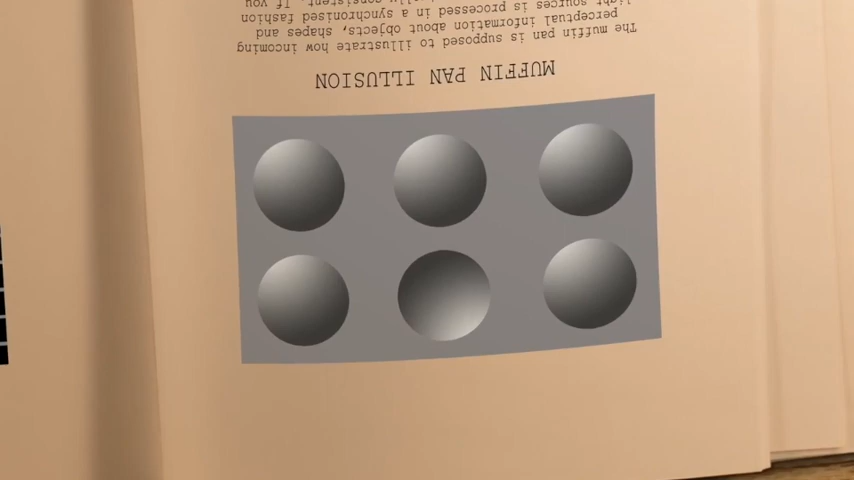 MUFFIN PAN ILLUSION
The muffin pan is supposed to illustrate how incoming
perceptual information about objects, shapes and
light sources is processed in a synchronised fashion
consistent. If you